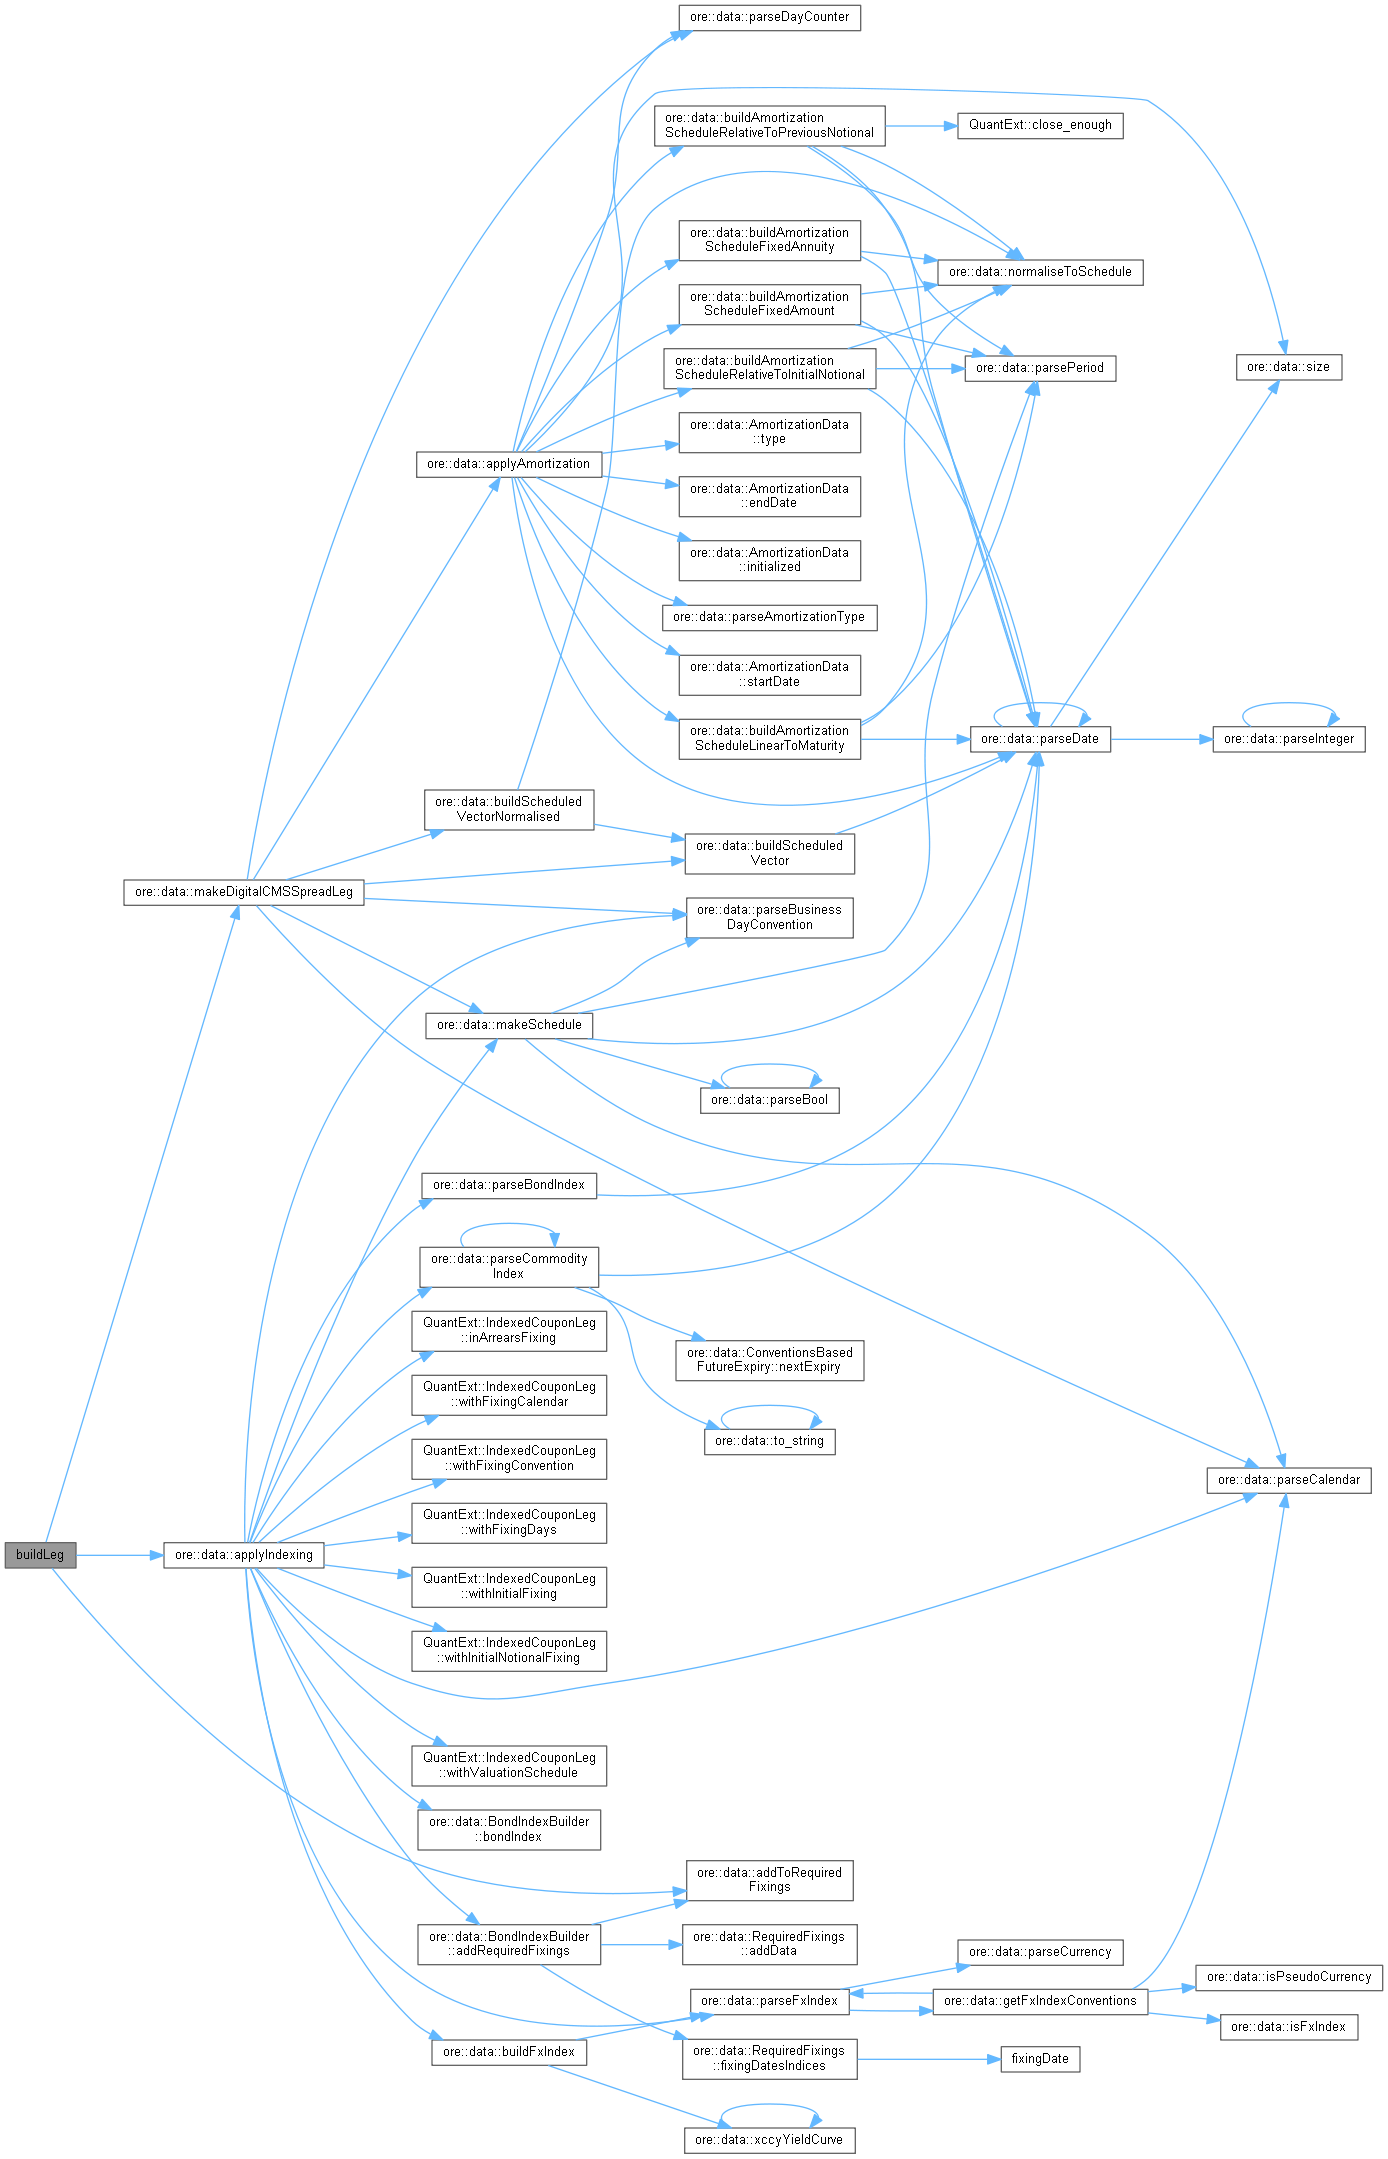 ore::data::parseDayCounter
ore::data::buildAmortization
ScheduleRelativeToPreviousNotional
QuantExt::close_enough
ore::data::buildAmortization
ScheduleFixedAnnuity
ore::data::normaliseToSchedule
ore::data::buildAmortization
ScheduleFixedAmount
ore::data::buildAmortization
ScheduleRelativeToInitialNotional
ore::data::parsePeriod
ore::data::size
ore::data::AmortizationData
::type
ore::data::applyAmortization
ore::data::AmortizationData
::endDate
ore::data::AmortizationData
::initialized
ore::data::parseAmortizationType
ore::data::AmortizationData
::startDate
ore::data::buildAmortization
ScheduleLinearToMaturity
ore::data::parseDate
ore::data::parseInteger
ore::data::buildScheduled
VectorNormalised
ore::data::buildScheduled
Vector
ore::data::makeDigitalCMSSpreadLeg
ore::data::parseBusiness
DayConvention
ore::data::makeSchedule
ore::data::parseBool
ore::data::parseBondIndex
ore::data::parseCommodity
Index
QuantExt::IndexedCouponLeg
::inArrearsFixing
ore::data::ConventionsBased
FutureExpiry::nextExpiry
QuantExt::IndexedCouponLeg
::withFixingCalendar
ore::data::to_string
QuantExt::IndexedCouponLeg
::withFixingConvention
ore::data::parseCalendar
QuantExt::IndexedCouponLeg
::withFixingDays
buildLeg
ore::data::applyIndexing
QuantExt::IndexedCouponLeg
::withInitialFixing
QuantExt::IndexedCouponLeg
::withInitialNotionalFixing
QuantExt::IndexedCouponLeg
::withValuationSchedule
ore::data::BondIndexBuilder
::bondIndex
ore::data::addToRequired
Fixings
ore::data::BondIndexBuilder
::addRequiredFixings
ore::data::RequiredFixings
::addData
ore::data::parseCurrency
ore::data::isPseudoCurrency
ore::data::parseFxIndex
ore::data::getFxIndexConventions
ore::data::isFxIndex
ore::data::buildFxIndex
ore::data::RequiredFixings
::fixingDatesIndices
fixingDate
ore::data::xccyYieldCurve